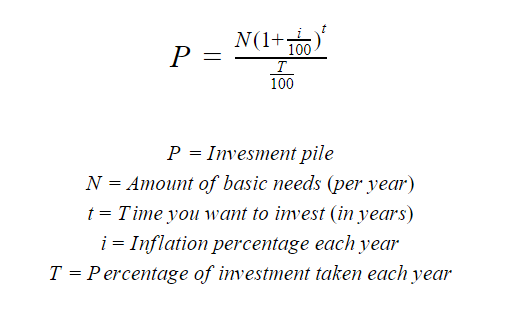 P = N(1+i/100)^t / T/100
P = Invesment pile
N = Amount of basic needs (per year)
t = Time you want to invest (in years)
i = Inflation percentage each year
T = Percentage of investment taken each year